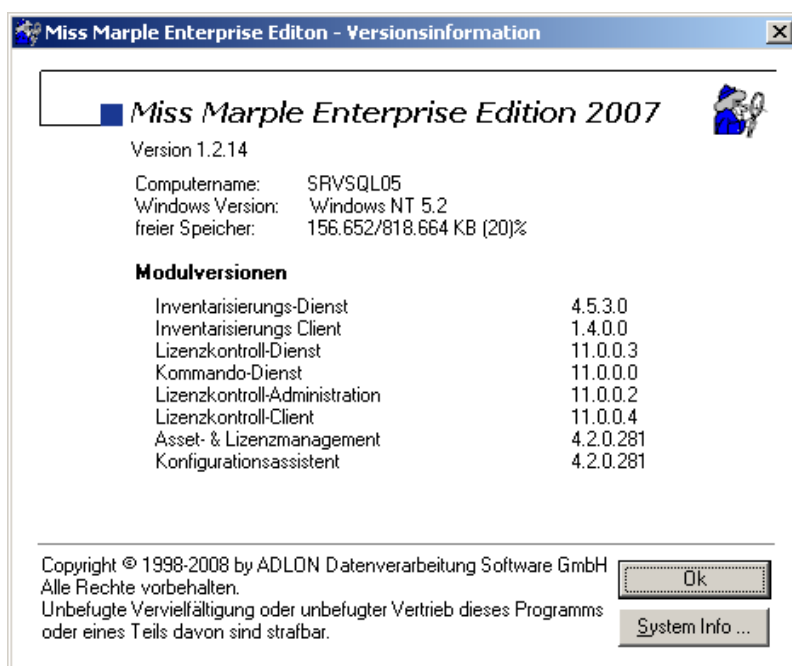 Miss Marple Enterprise Editon - Versionsinformation
Miss Marple Enterprise Edition 2007
Version 1.2.14
Computername: SRVSQL05
Windows Version: Windows NT 5.2
freier Speicher: 156.652/818.664 KB (20)%
Modulversionen
Inventarisierungs-Dienst 4.5.3.0
Inventarisierungs Client 1.4.0.0
Lizenzkontroll-Dienst 11.0.0.3
Kommando-Dienst 11.0.0.0
Lizenzkontroll-Administration 11.0.0.2
Lizenzkontroll-Client 11.0.0.4
Asset- & Lizenzmanagement 4.2.0.281
Konfigurationsassistent 4.2.0.281
Copyright © 1998-2008 by ADLON Datenverarbeitung Software GmbH
Alle Rechte vorbehalten.
Unbefugte Vervielfältigung oder unbefugter Vertrieb dieses Programms
oder eines Teils davon sind strafbar.
Ok
System Info ...